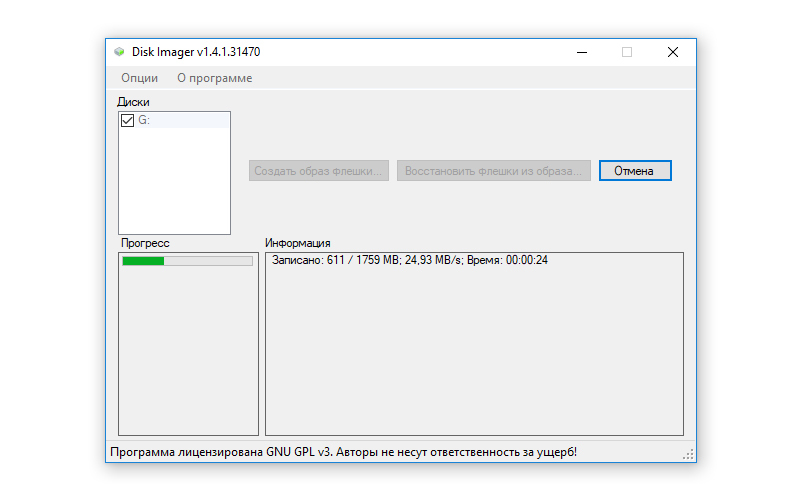 Disk Imager v1.4.1.31470
Опции О программе
Диски
G:
Создать образ флешки... Восстановить флешки из образа... Отмена
Прогресс Информация
Записано: 611 / 1759 MB; 24,93 MB/s; Время: 00:00:24
Программа лицензирована GNU GPL v3. Авторы не несут ответственность за ущерб!